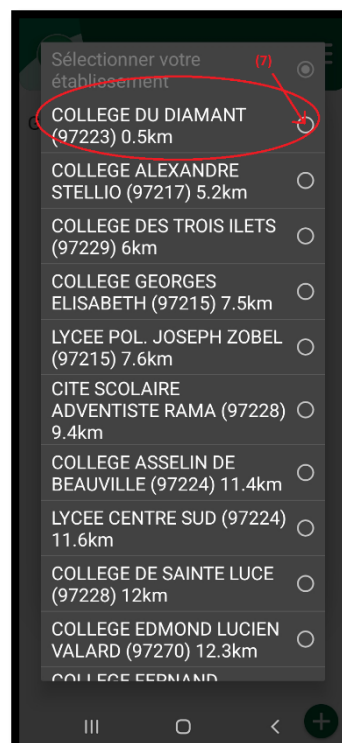 Sélectionner votre
établissement
(7)
COLLEGE DU DIAMANT
(97223) 0.5km
COLLEGE ALEXANDRE
STELLIO (97217) 5.2km
COLLEGE DES TROIS ILETS
(97229) 6km
COLLEGE GEORGES
ELISABETH (97215) 7.5km
LYCEE POL. JOSEPH ZOBEL
(97215) 7.6km
CITE SCOLAIRE
ADVENTISTE RAMA (97228)
9.4km
COLLEGE ASSELIN DE
BEAUVILLE (97224) 11.4km
LYCEE CENTRE SUD (97224)
11.6km
COLLEGE DE SAINTE LUCE
(97228) 12km
COLLEGE EDMOND LUCIEN
VALARD (97270) 12.3km
COLLEGE FERNAND